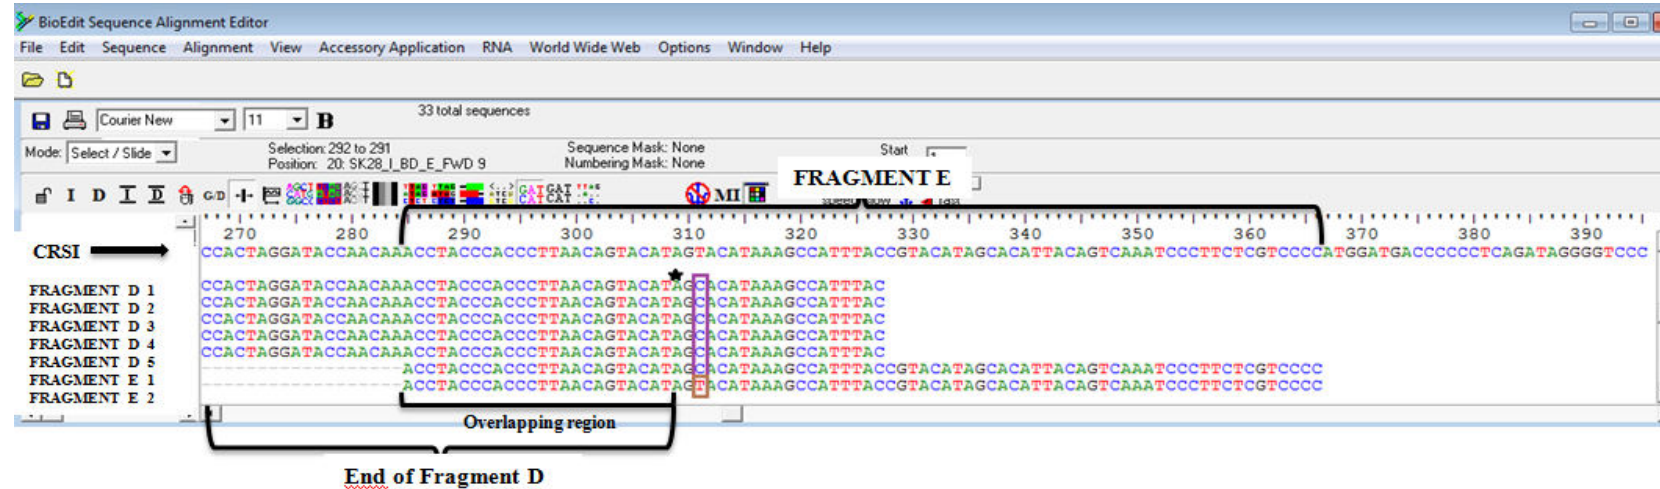 BioEdit Sequence Alignment Editor
File Edit Sequence Alignment View Accessory Application RNA World Wide Web Options Window Help
Courier New 11 B 33 total sequences
Mode: Select / Slide Selection: 292 to 291 Sequence Mask: None Start
Position: 20: SK28_I_BD_E_FWD 9 Numbering Mask: None
FRAGMENT E
I D I D G/D MI
270 280 290 300 310 320 330 340 350 360 370 380 390
CRSI CCACTAGGATACCAACAAACCTACCCACCCTTAACAGTACATAGTACATAAAGCCATTTACCGTACATAGCACATTACAGTCAAATCCCTTCTCGTCCCCATGGATGACCCCCCTCAGATAGGGGTCCC
FRAGMENT D 1 CCACTAGGATACCAACAAACCTACCCACCCTTAACAGTACATAGCACATAAAGCCATTTAC
FRAGMENT D 2 CCACTAGGATACCAACAAACCTACCCACCCTTAACAGTACATAGCACATAAAGCCATTTAC
FRAGMENT D 3 CCACTAGGATACCAACAAACCTACCCACCCTTAACAGTACATAGCACATAAAGCCATTTAC
FRAGMENT D 4 CCACTAGGATACCAACAAACCTACCCACCCTTAACAGTACATAGCACATAAAGCCATTTAC
FRAGMENT D 5 CCACTAGGATACCAACAAACCTACCCACCCTTAACAGTACATAGCACATAAAGCCATTTAC
FRAGMENT E 1 ACCTACCCACCCTTAACAGTACATAGCACATAAAGCCATTTACCGTACATAGCACATTACAGTCAAATCCCTTCTCGTCCCC
FRAGMENT E 2 ACCTACCCACCCTTAACAGTACATAGTACATAAAGCCATTTACCGTACATAGCACATTACAGTCAAATCCCTTCTCGTCCCC
Overlapping region
End of Fragment D